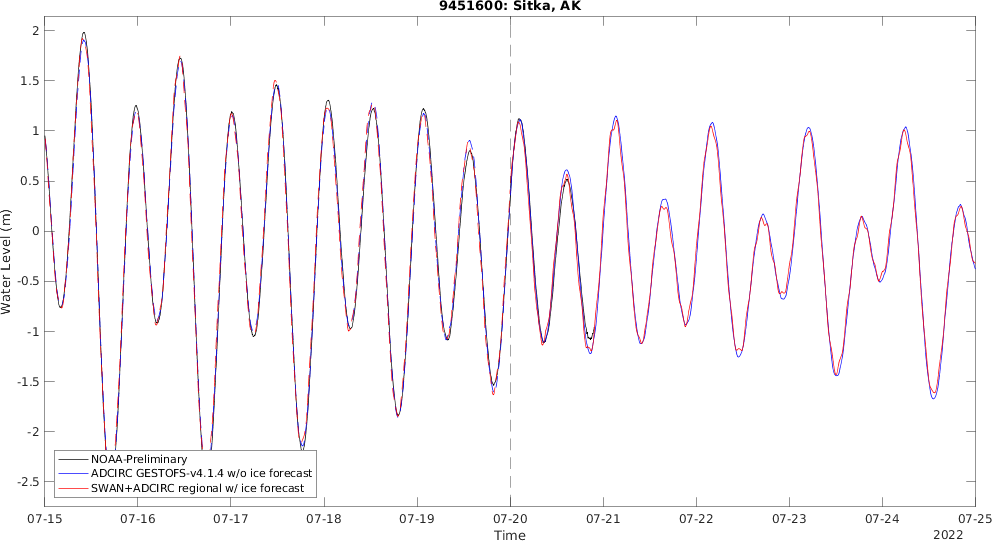 9451600: Sitka, AK
Water Level (m)
2
1.5
1
0.5
0
-0.5
-1
-1.5
-2
-2.5
NOAA-Preliminary
ADCIRC GESTOFS-v4.1.4 w/o ice forecast
SWAN+ADCIRC regional w/ ice forecast
07-15 07-16 07-17 07-18 07-19 07-20 07-21 07-22 07-23 07-24 07-25
Time
2022